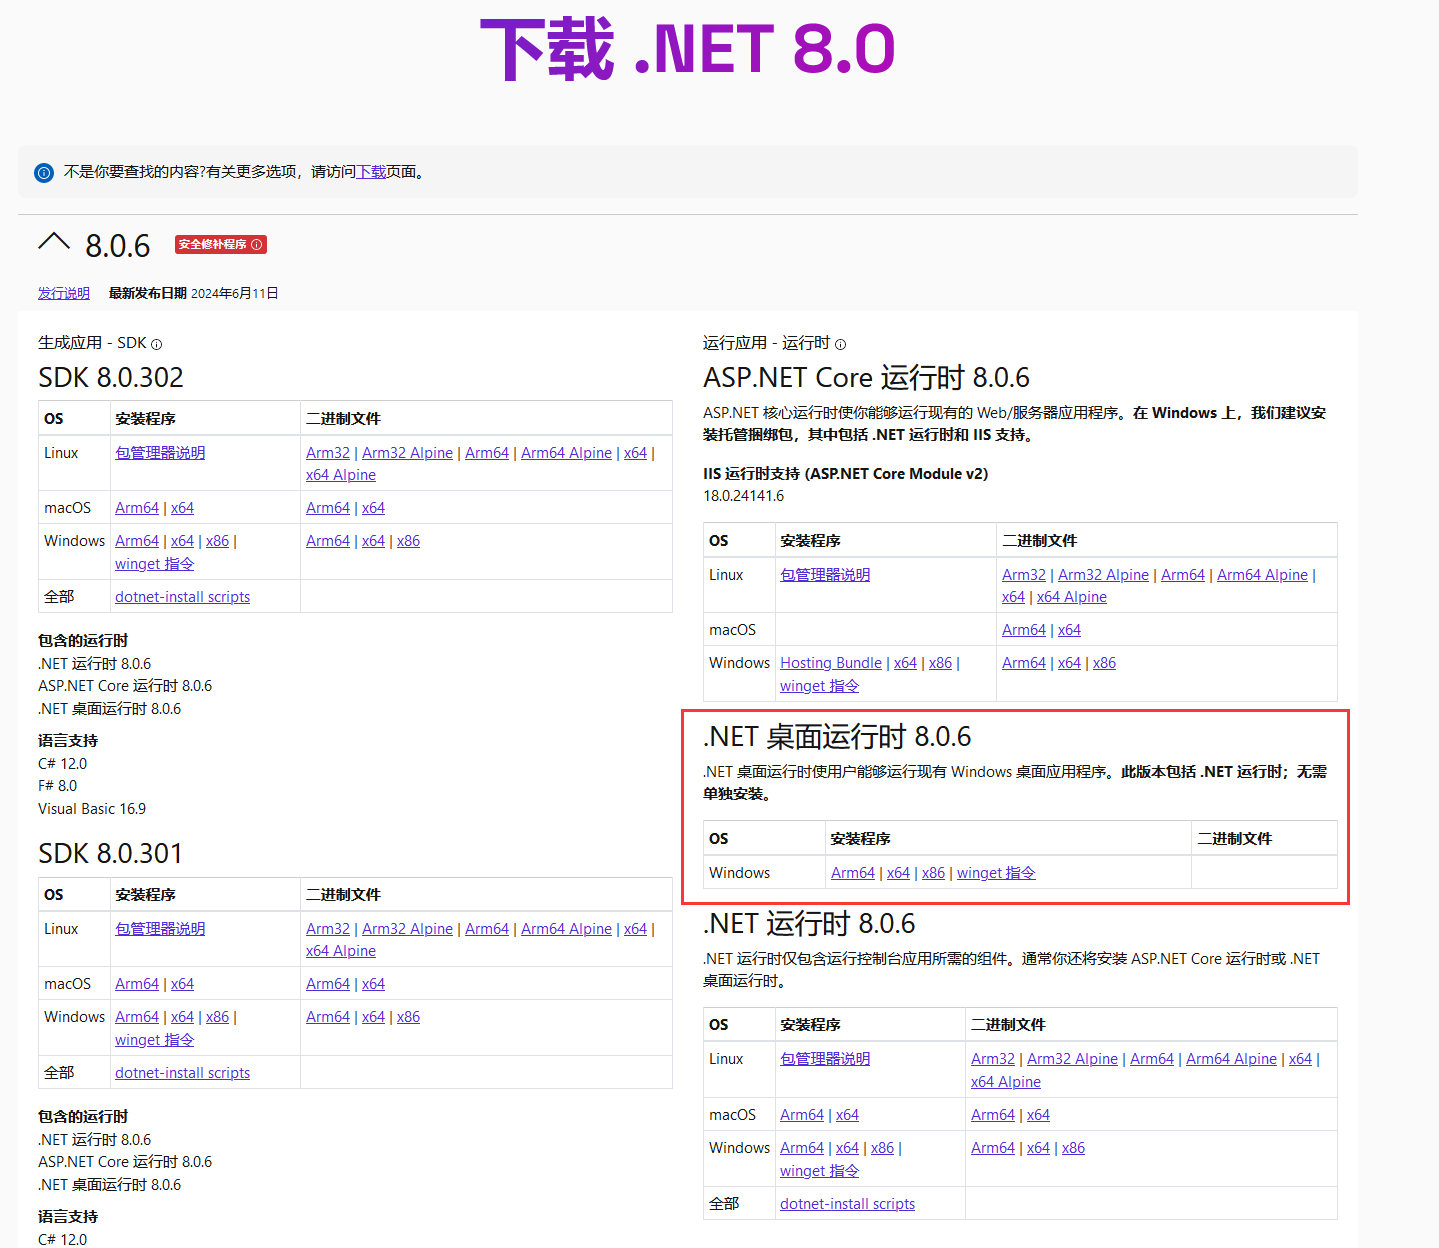 下载 .NET 8.0
不是你要查找的内容?有关更多选项，请访问下载页面。
8.0.6 安全修补程序
发行说明 最新发布日期 2024年6月11日
生成应用 - SDK
SDK 8.0.302
OS 安装程序 二进制文件
Linux 包管理器说明 Arm32 | Arm32 Alpine | Arm64 | Arm64 Alpine | x64 |
x64 Alpine
macOS Arm64 | x64 Arm64 | x64
Windows Arm64 | x64 | x86 | Arm64 | x64 | x86
winget 指令
全部 dotnet-install scripts
包含的运行时
.NET 运行时 8.0.6
ASP.NET Core 运行时 8.0.6
.NET 桌面运行时 8.0.6
语言支持
C# 12.0
F# 8.0
Visual Basic 16.9
SDK 8.0.301
OS 安装程序 二进制文件
Linux 包管理器说明 Arm32 | Arm32 Alpine | Arm64 | Arm64 Alpine | x64 |
x64 Alpine
macOS Arm64 | x64 Arm64 | x64
Windows Arm64 | x64 | x86 | Arm64 | x64 | x86
winget 指令
全部 dotnet-install scripts
包含的运行时
.NET 运行时 8.0.6
ASP.NET Core 运行时 8.0.6
.NET 桌面运行时 8.0.6
语言支持
C# 12.0
运行应用 - 运行时
ASP.NET Core 运行时 8.0.6
ASP.NET 核心运行时使你能够运行现有的 Web/服务器应用程序。在 Windows 上，我们建议安
装托管捆绑包，其中包括 .NET 运行时和 IIS 支持。
IIS 运行时支持 (ASP.NET Core Module v2)
18.0.24141.6
OS 安装程序 二进制文件
Linux 包管理器说明 Arm32 | Arm32 Alpine | Arm64 | Arm64 Alpine |
x64 | x64 Alpine
macOS Arm64 | x64
Windows Hosting Bundle | x64 | x86 | Arm64 | x64 | x86
winget 指令
.NET 桌面运行时 8.0.6
.NET 桌面运行时使用户能够运行现有 Windows 桌面应用程序。此版本包括 .NET 运行时；无需
单独安装。
OS 安装程序 二进制文件
Windows Arm64 | x64 | x86 | winget 指令
.NET 运行时 8.0.6
.NET 运行时仅包含运行控制台应用所需的组件。通常你还将安装 ASP.NET Core 运行时或 .NET
桌面运行时。
OS 安装程序 二进制文件
Linux 包管理器说明 Arm32 | Arm32 Alpine | Arm64 | Arm64 Alpine | x64 |
x64 Alpine
macOS Arm64 | x64 Arm64 | x64
Windows Arm64 | x64 | x86 | Arm64 | x64 | x86
winget 指令
全部 dotnet-install scripts